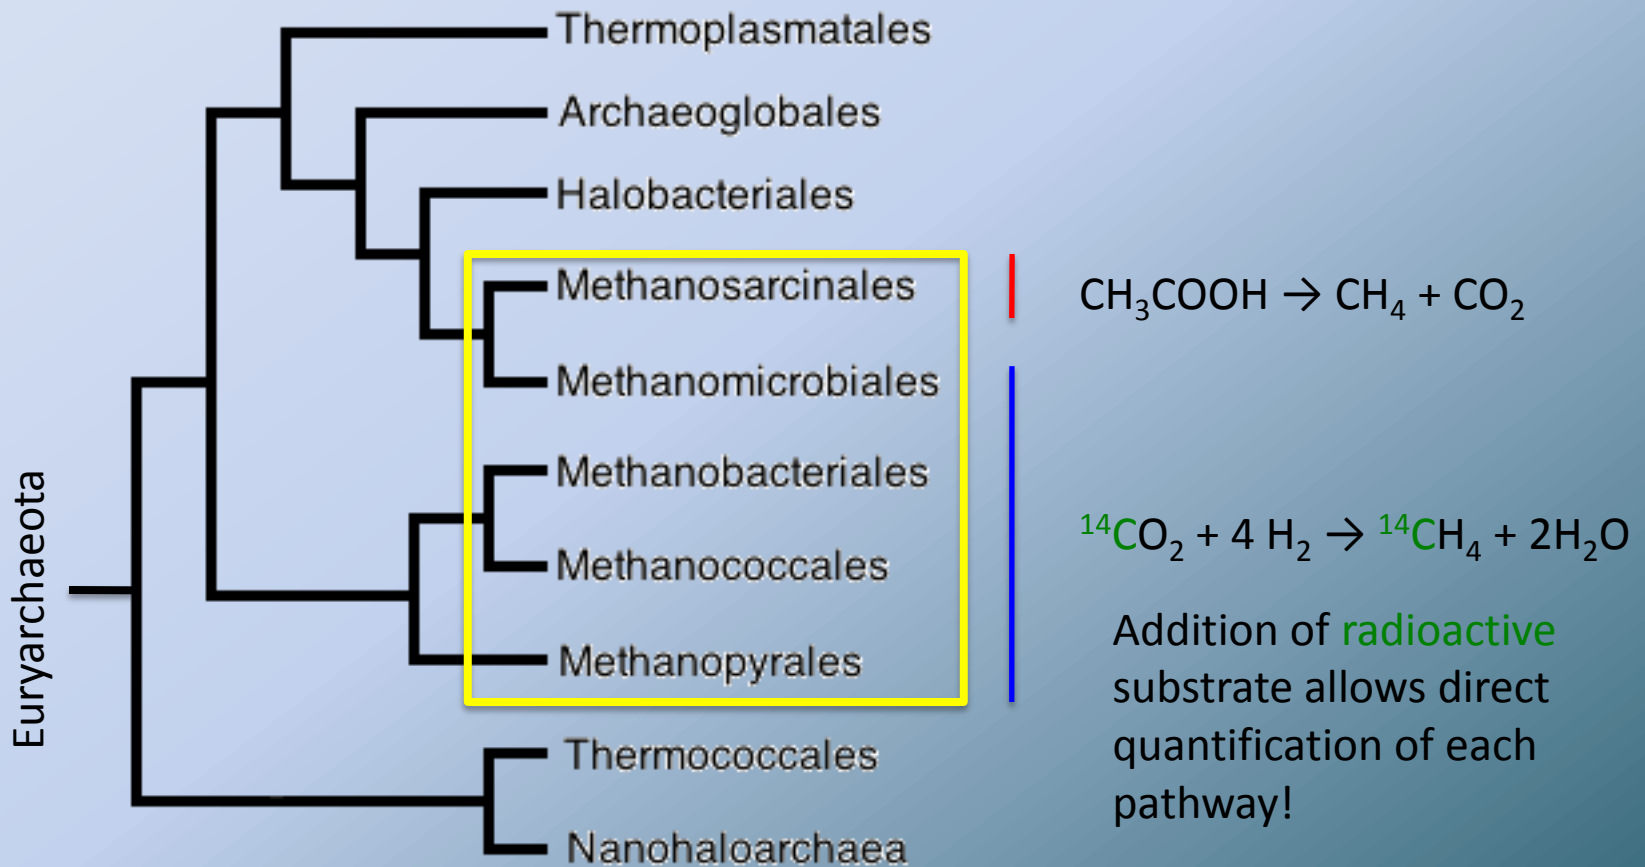 Thermoplasmatales
Archaeoglobales
Halobacteriales
Methanosarcinales
CH₃COOH → CH₄ + CO₂
Methanomicrobiales
Methanobacteriales
¹⁴CO₂ + 4 H₂ → ¹⁴CH₄ + 2H₂O
Methanococcales
Addition of radioactive
substrate allows direct
quantification of each
pathway!
Methanopyrales
Euryarchaeota
Thermococcales
Nanohaloarchaea